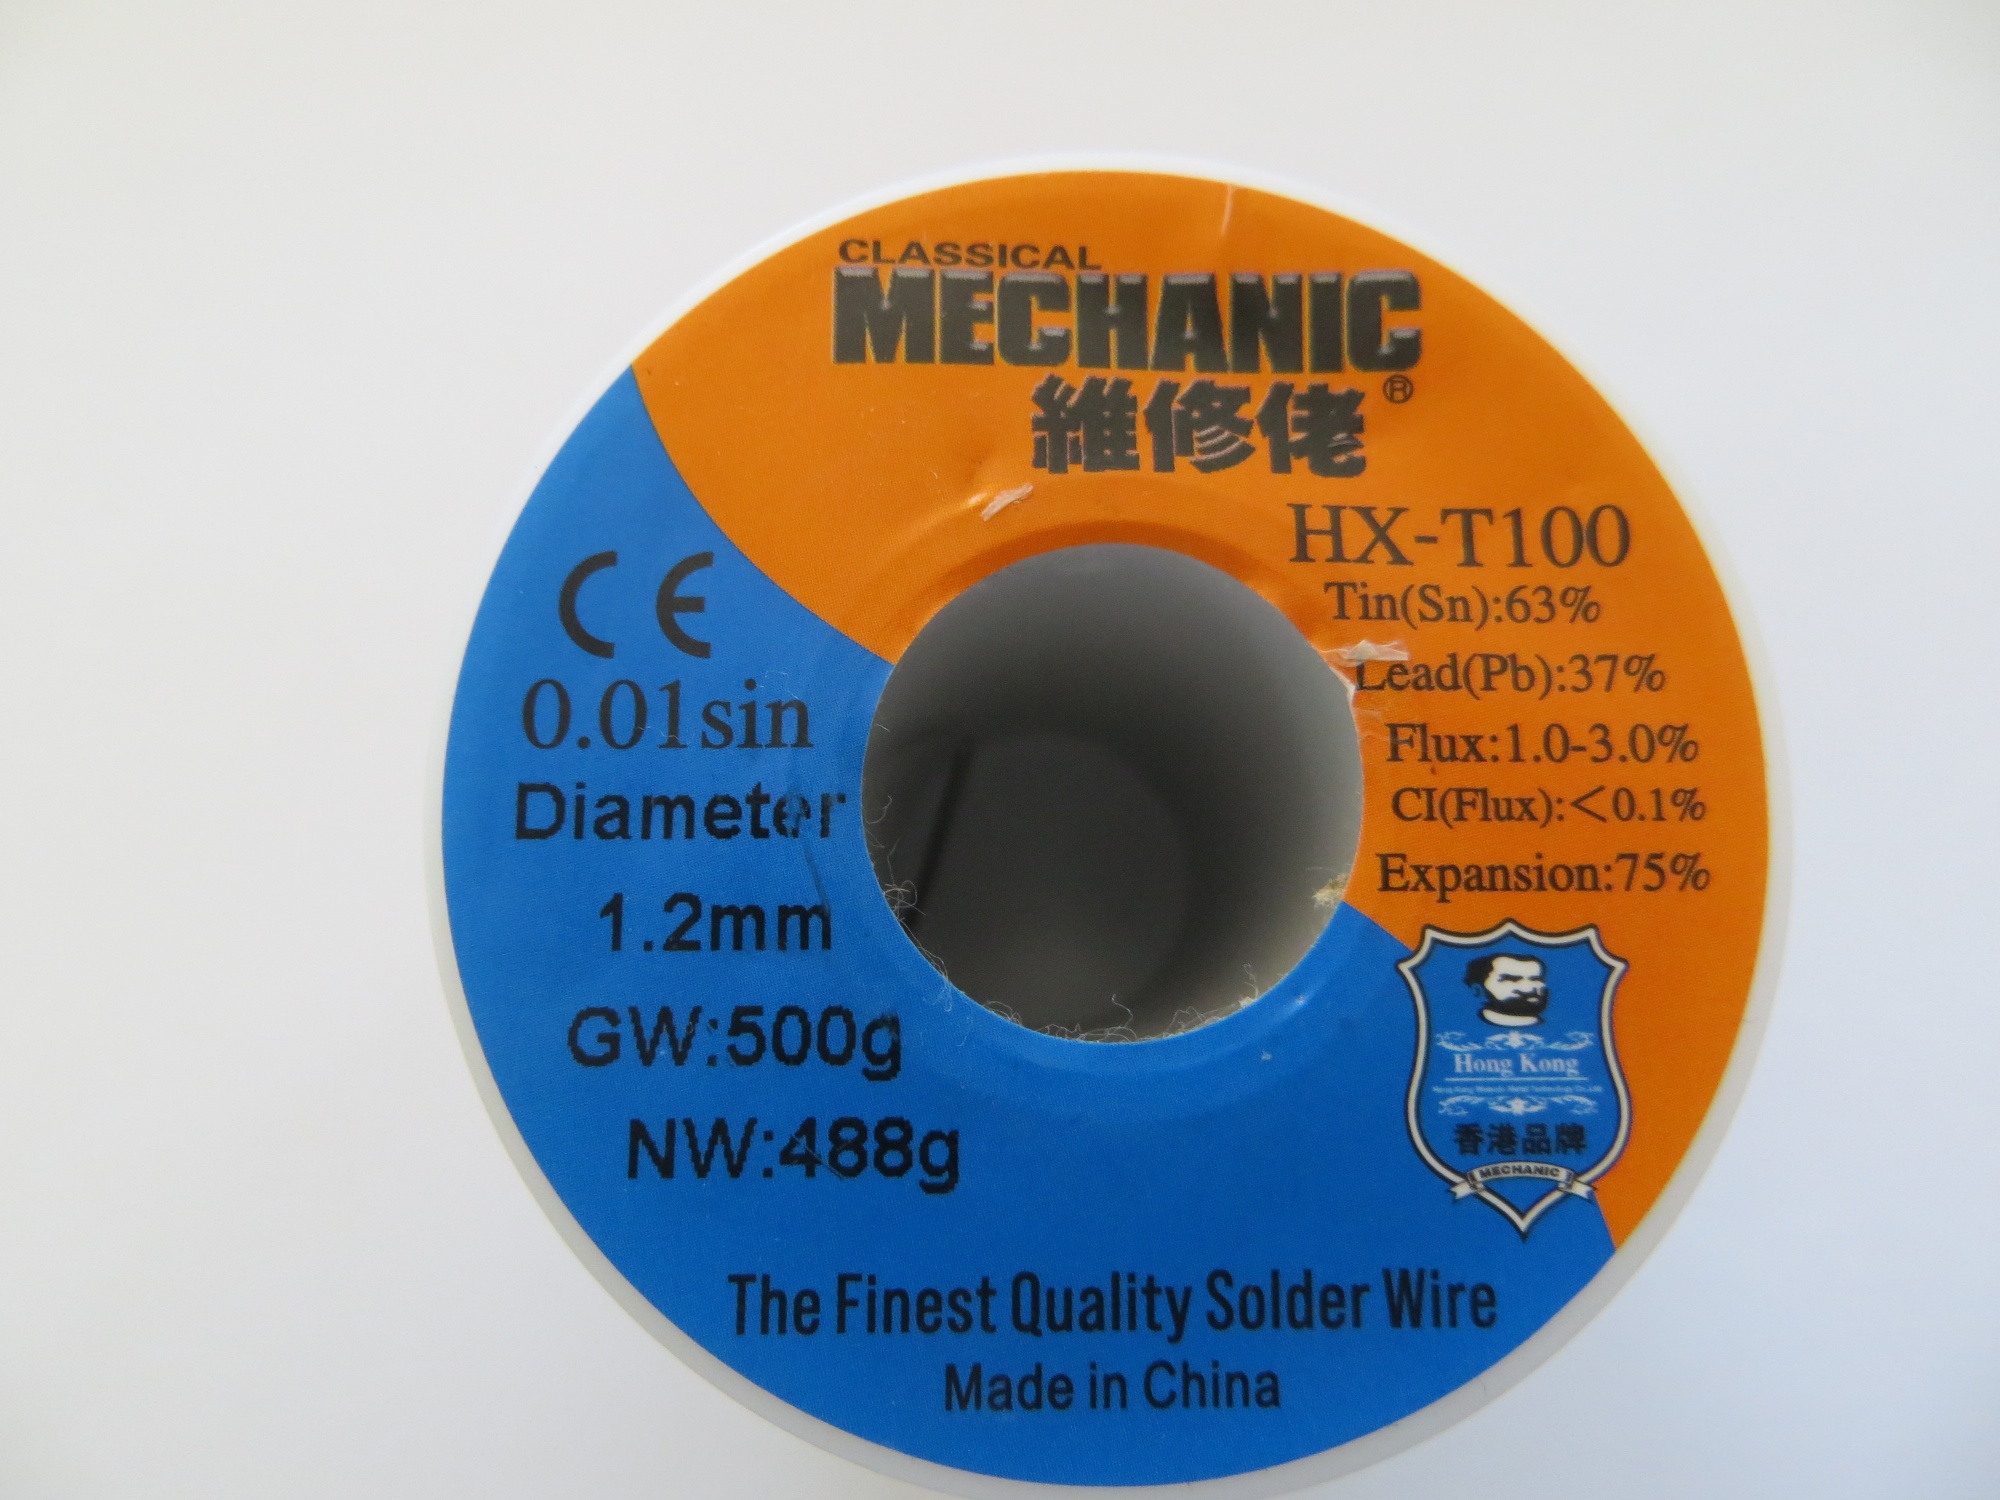 CLASSICAL
MECHANIC
維修佬®
HX-T100
Tin(Sn):63%
Lead(Pb):37%
Flux:1.0-3.0%
CI(Flux):<0.1%
Expansion:75%
CE
0.01sin
Diameter
1.2mm
GW:500g
NW:488g
Hong Kong
香港品牌
MECHANIC
The Finest Quality Solder Wire
Made in China